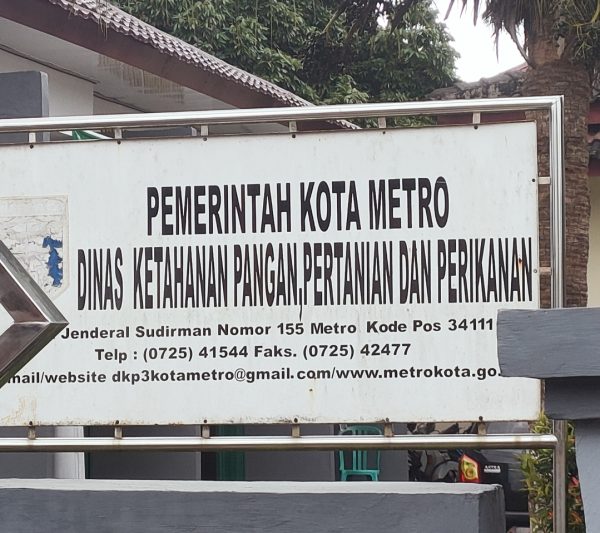 PEMERINTAH KOTA METRO
DINAS KETAHANAN PANGAN,PERTANIAN DAN PERIKANAN
Jenderal Sudirman Nomor 155 Metro Kode Pos 34111
Telp : (0725) 41544 Faks. (0725) 42477
mail/website dkp3kotametro@gmail.com/www.metrokota.go.